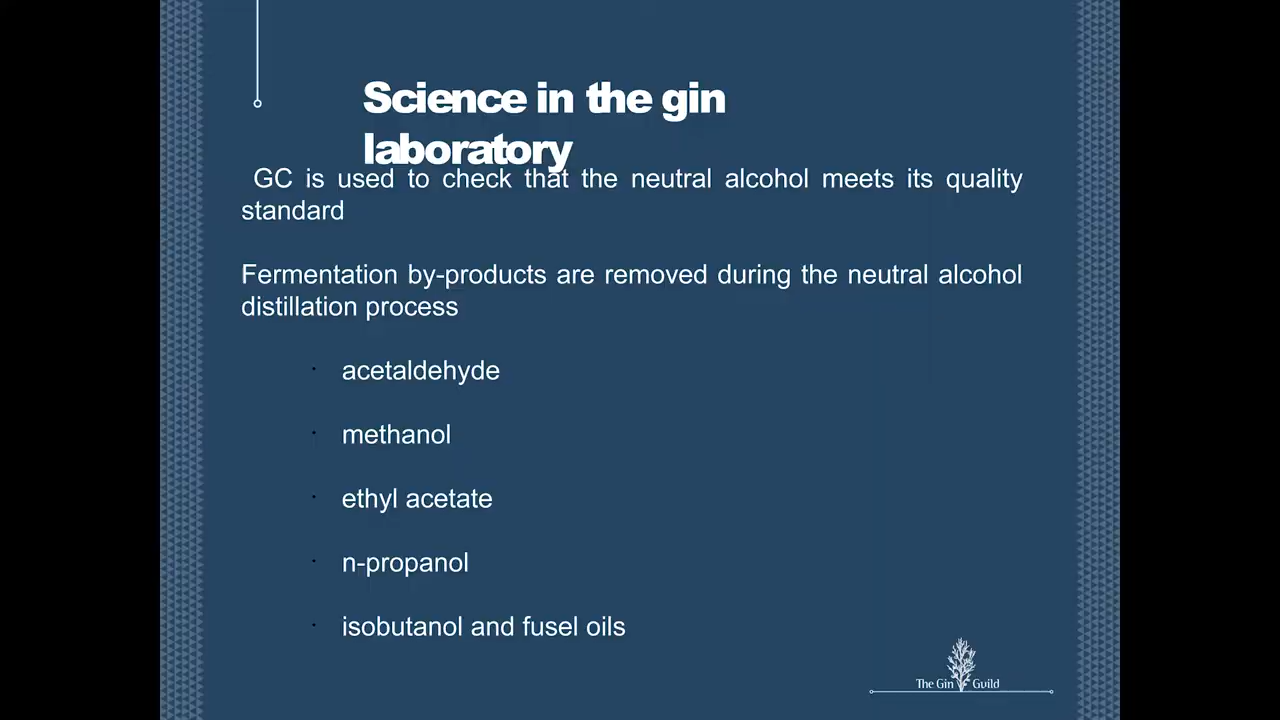 Science in the gin
laboratory
GC is used to check that the neutral alcohol meets its quality
standard
Fermentation by-products are removed during the neutral alcohol
distillation process
· acetaldehyde
· methanol
· ethyl acetate
· n-propanol
· isobutanol and fusel oils
The Gin Guild